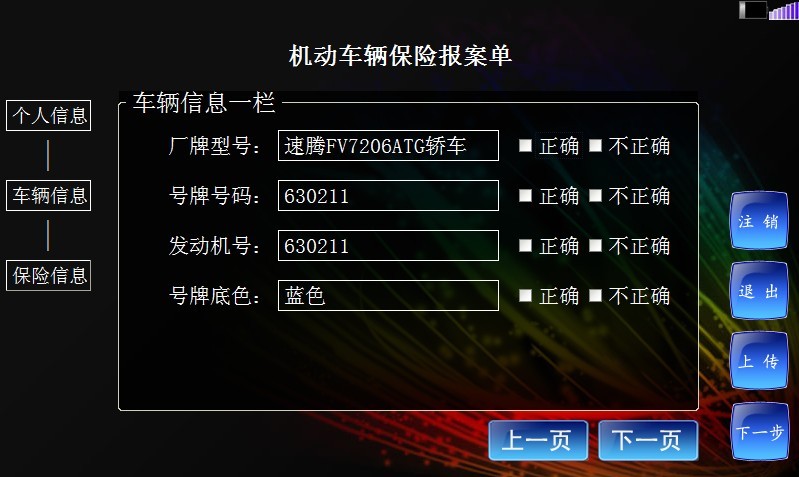 机动车辆保险报案单
个人信息
车辆信息
保险信息
车辆信息一栏
厂牌型号： 速腾FV7206ATG轿车 正确 不正确
号牌号码： 630211 正确 不正确
发动机号： 630211 正确 不正确
号牌底色： 蓝色 正确 不正确
注 销
退 出
上 传
下一步
上一页 下一页